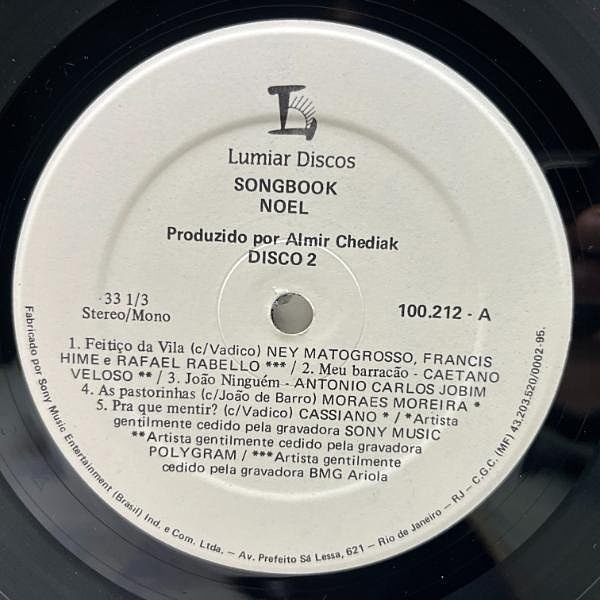 Lumiar Discos
SONGBOOK
NOEL
Produzido por Almir Chediak
DISCO 2
33 1/3
Stereo/Mono
100.212 - A
1. Feitiço da Vila (c/Vadico) NEY MATOGROSSO, FRANCIS
HIME e RAFAEL RABELLO *** / 2. Meu barracão - CAETANO
VELOSO ** / 3. João Ninguém - ANTONIO CARLOS JOBIM
4. As pastorinhas (c/João de Barro) MORAES MOREIRA *
5. Pra que mentir? (c/Vadico) CASSIANO * / *Artista
gentilmente cedido pela gravadora SONY MUSIC
**Artista gentilmente cedido pela gravadora
POLYGRAM / ***Artista gentilmente
cedido pela gravadora BMG Ariola
Fabricado por Sony Music Entertainment (Brasil) Ind. e Com. Ltda. - Av. Prefeito Sá Lessa, 621 - Rio de Janeiro - RJ - C.G.C. (MF) 43.203.520/0002-95.